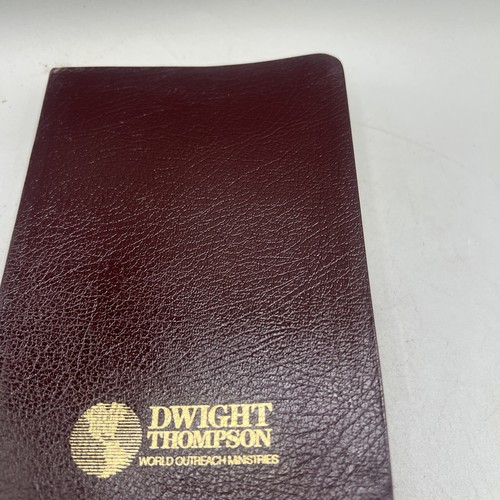 DWIGHT
THOMPSON
WORLD OUTREACH MINISTRIES